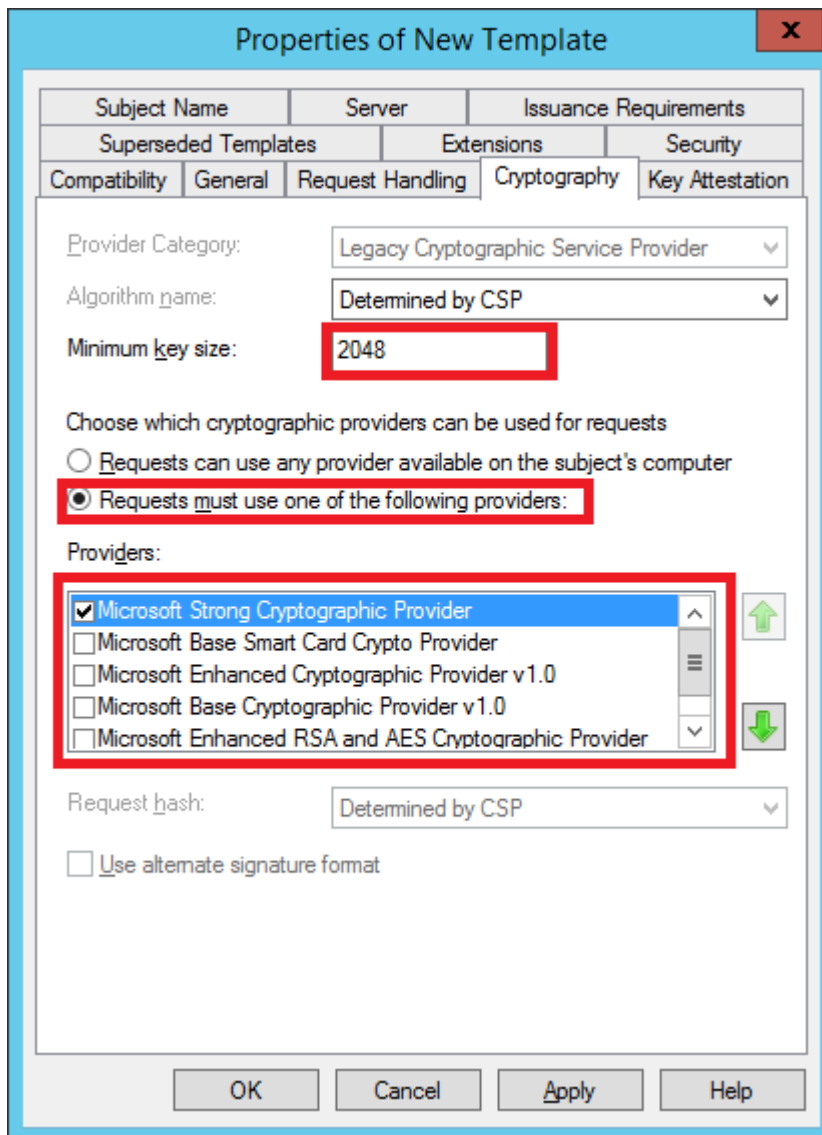 Properties of New Template
x
Subject Name Server Issuance Requirements
Superseded Templates Extensions Security
Compatibility General Request Handling Cryptography Key Attestation
Provider Category: Legacy Cryptographic Service Provider
Algorithm name: Determined by CSP
Minimum key size: 2048
Choose which cryptographic providers can be used for requests
Requests can use any provider available on the subject's computer
Requests must use one of the following providers:
Providers:
Microsoft Strong Cryptographic Provider
Microsoft Base Smart Card Crypto Provider
Microsoft Enhanced Cryptographic Provider v1.0
Microsoft Base Cryptographic Provider v1.0
Microsoft Enhanced RSA and AES Cryptographic Provider
Request hash: Determined by CSP
Use alternate signature format
OK Cancel Apply Help